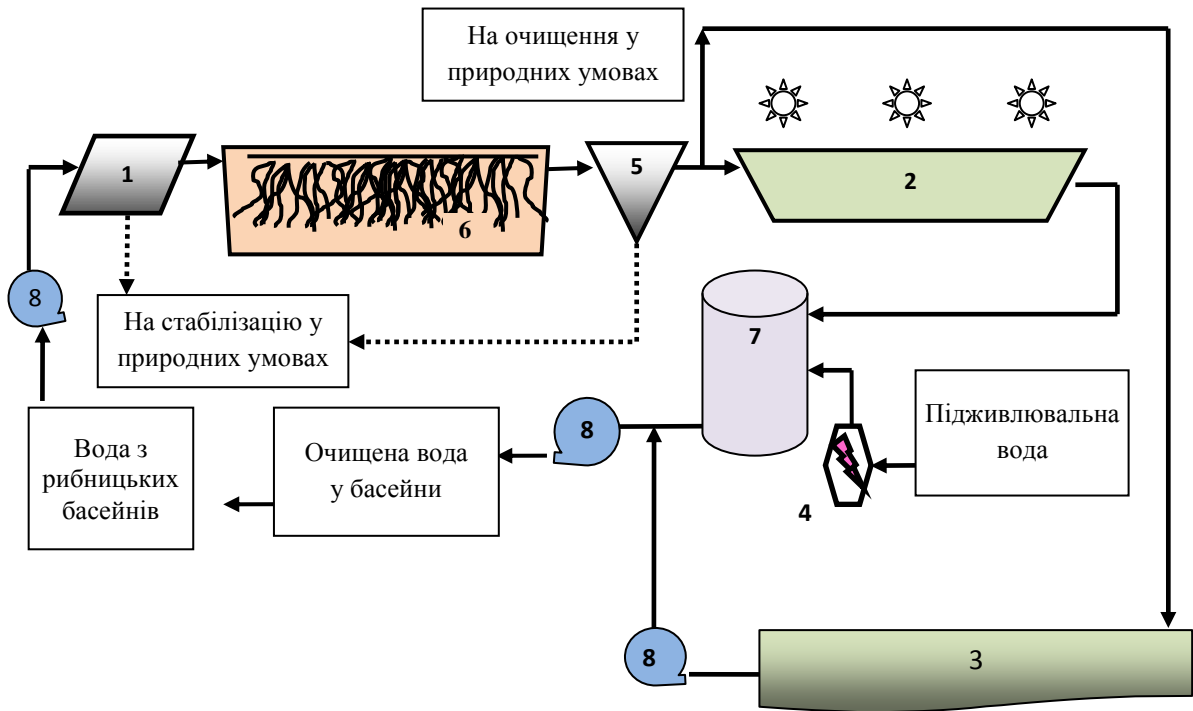 На очищення у
природних умовах
1
5
2
6
8
На стабілізацію у
природних умовах
7
Підживлювальна
вода
8
Вода з
рибницьких
басейнів
Очищена вода
у басейни
4
8
3